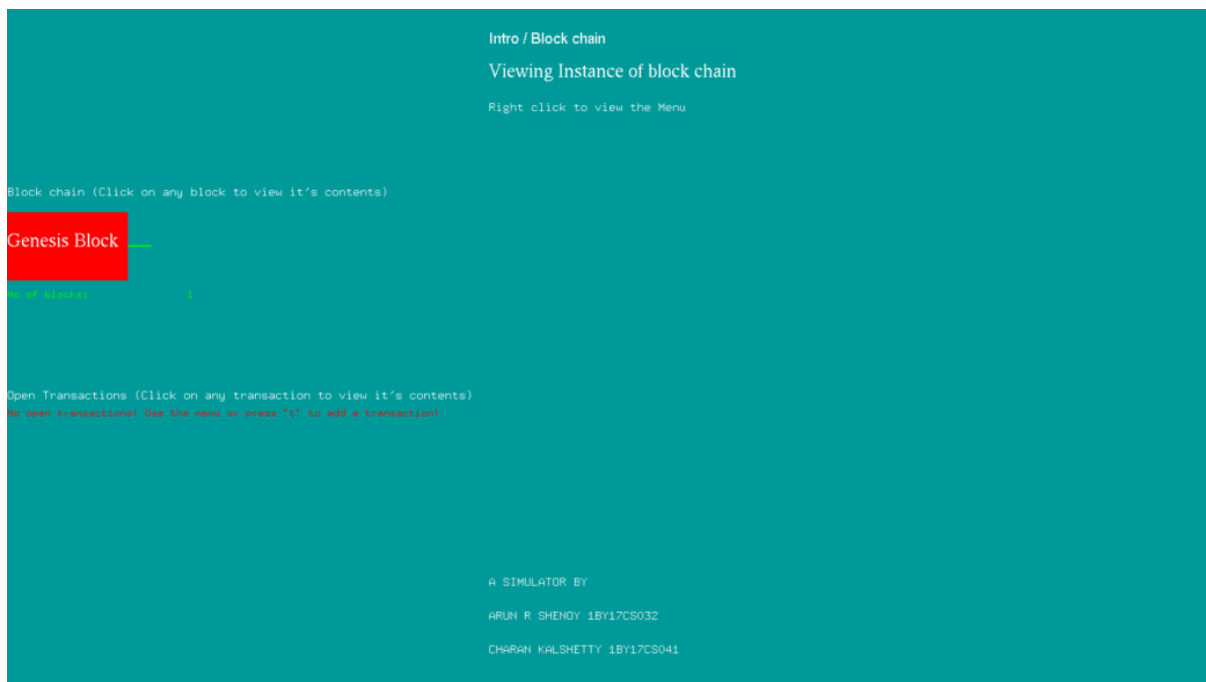 Intro / Block chain
Viewing Instance of block chain
Right click to view the Menu
Block chain (Click on any block to view it's contents)
Genesis Block
No of blocks: 1
Open Transactions (Click on any transaction to view it's contents)
No open transactions! Use the menu or press "t" to add a transaction!
A SIMULATOR BY
ARUN R SHENOY 1BY17CS032
CHARAN KALSHETTY 1BY17CS041